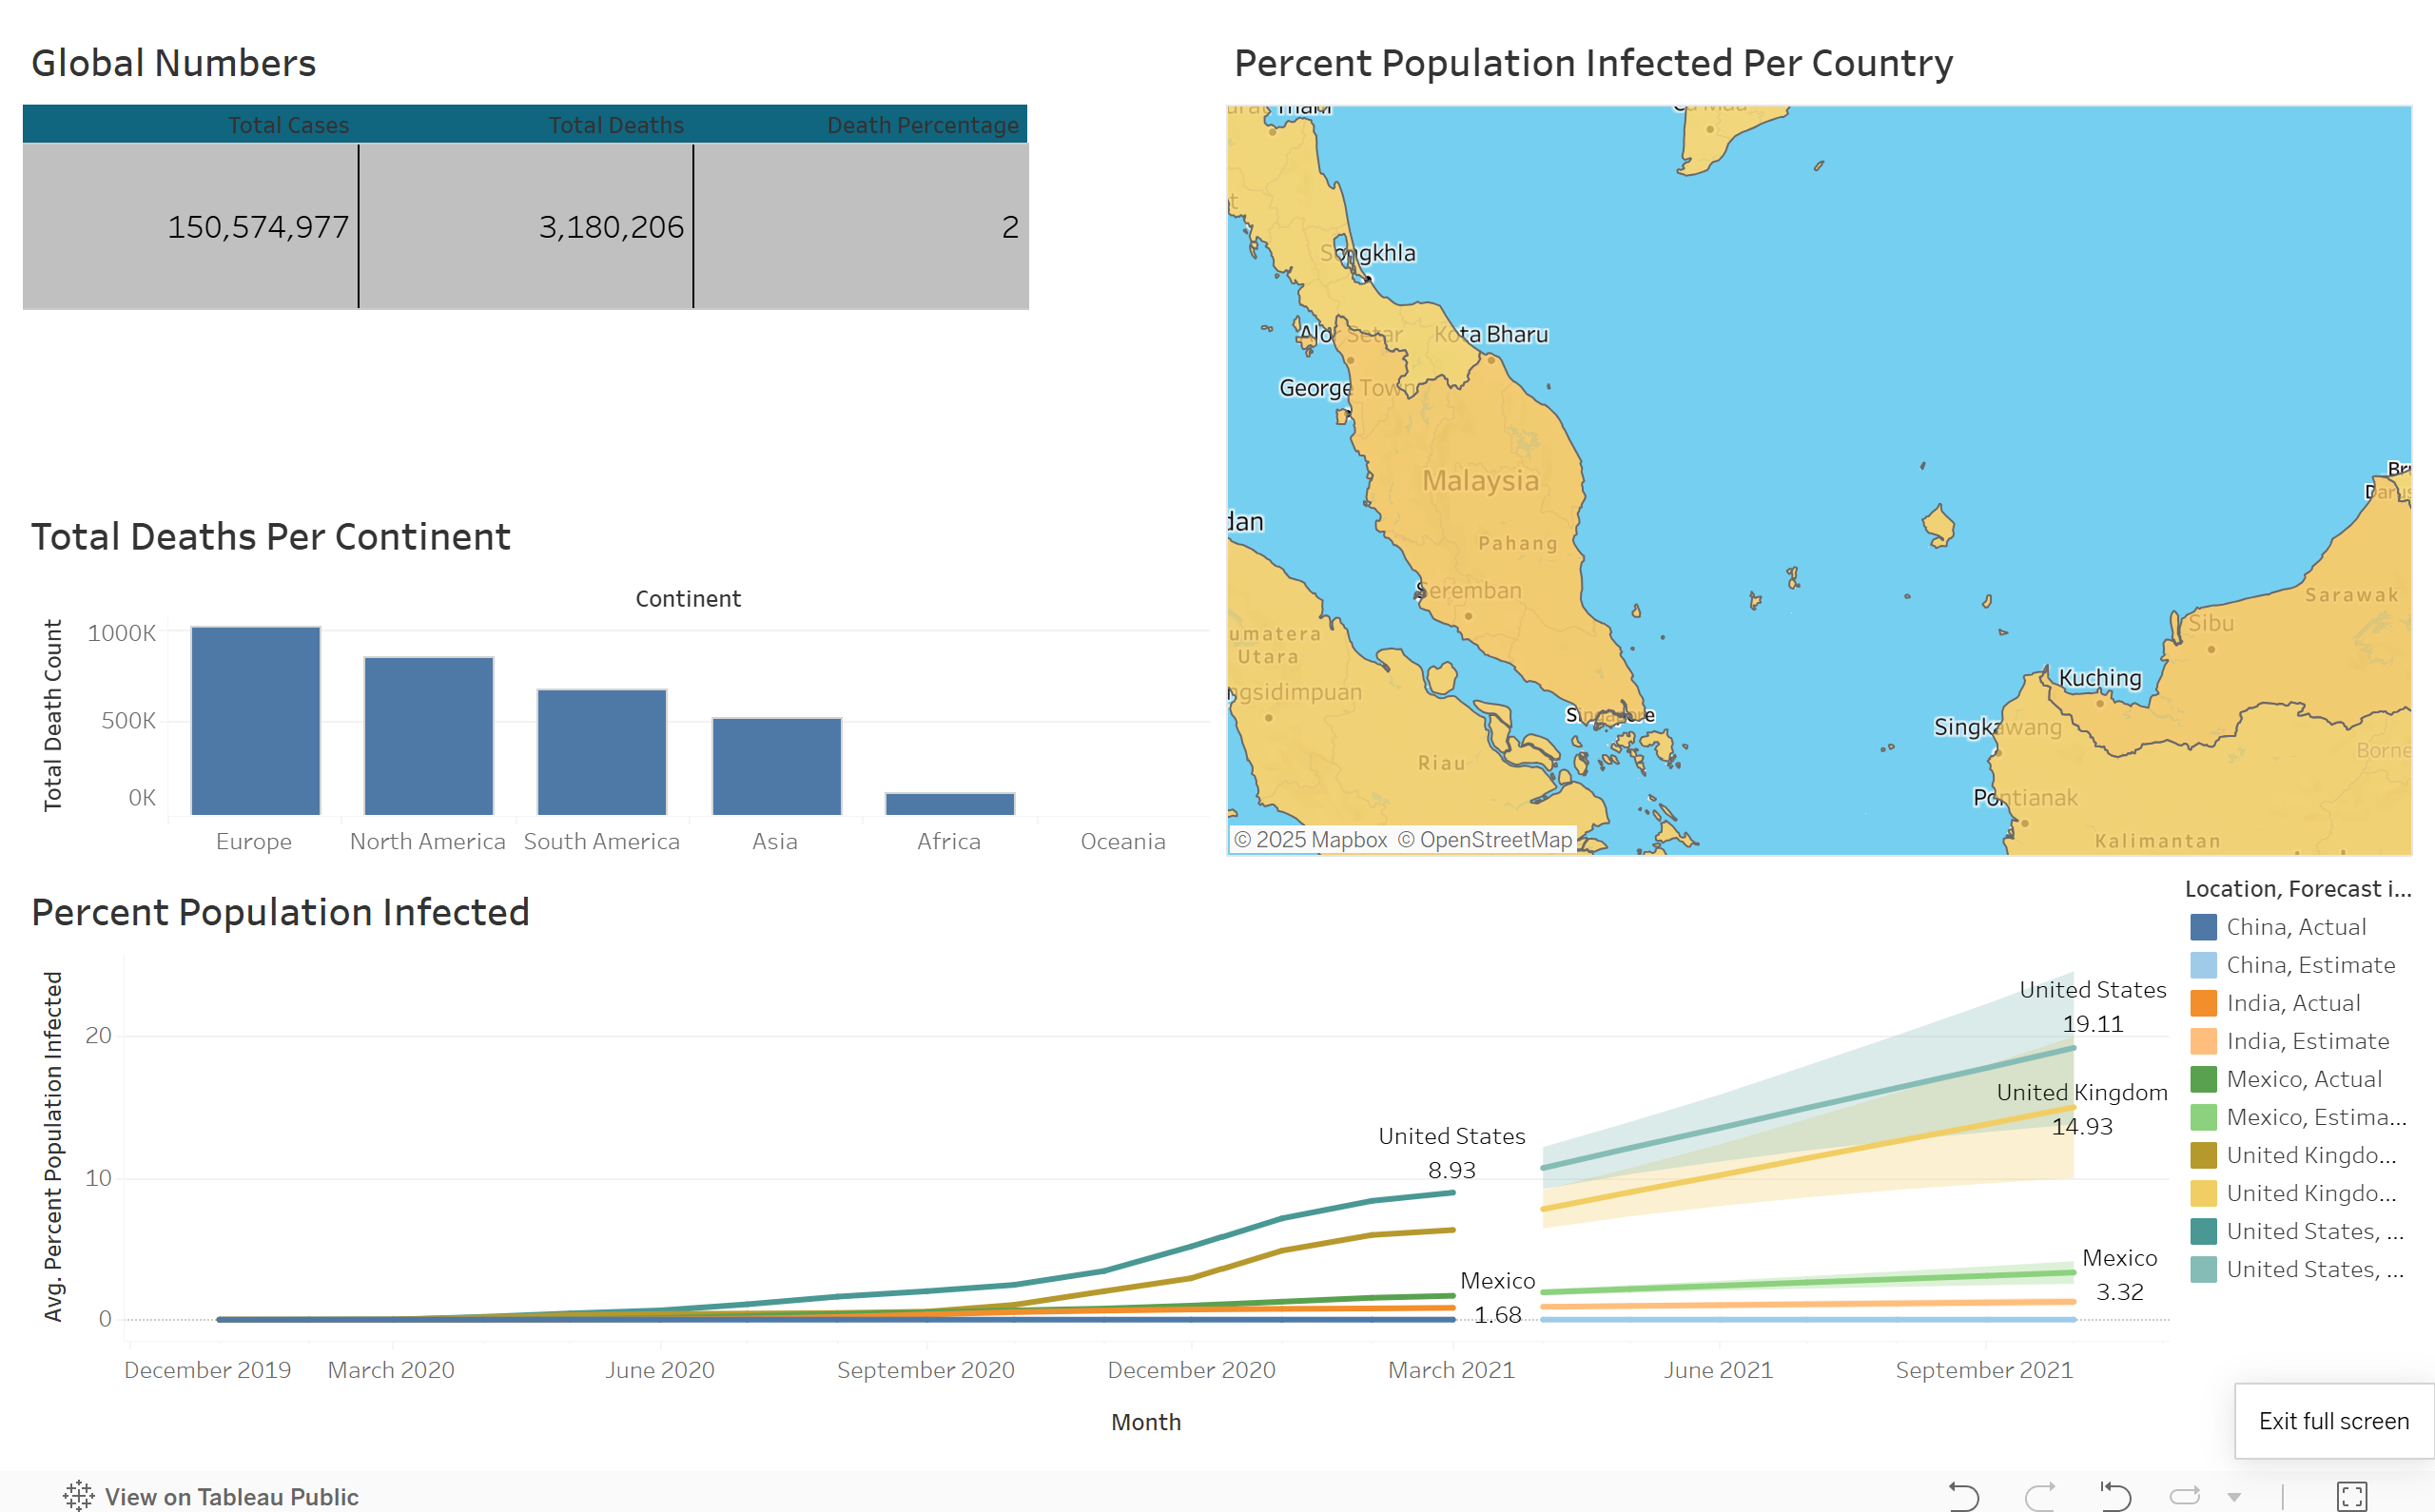 Global Numbers
Total Cases Total Deaths Death Percentage
150,574,977 3,180,206 2
Total Deaths Per Continent
Continent
Total Death Count
1000K
500K
0K
Europe North America South America Asia Africa Oceania
Percent Population Infected Per Country
Songkhla
Alor Setar
Kota Bharu
George Town
Malaysia
dan
Pahang
Seremban
umatera
Utara
ngsidimpuan
Singapore
Riau
Bru
Darus
Sarawak
Sibu
Kuching
Singkawang
Borne
Pontianak
Kalimantan
© 2025 Mapbox © OpenStreetMap
Percent Population Infected
Avg. Percent Population Infected
20
10
0
United States
8.93
Mexico
1.68
United States
19.11
United Kingdom
14.93
Mexico
3.32
December 2019 March 2020 June 2020 September 2020 December 2020 March 2021 June 2021 September 2021
Month
Location, Forecast i...
China, Actual
China, Estimate
India, Actual
India, Estimate
Mexico, Actual
Mexico, Estima...
United Kingdo...
United Kingdo...
United States, ...
United States, ...
Exit full screen
View on Tableau Public